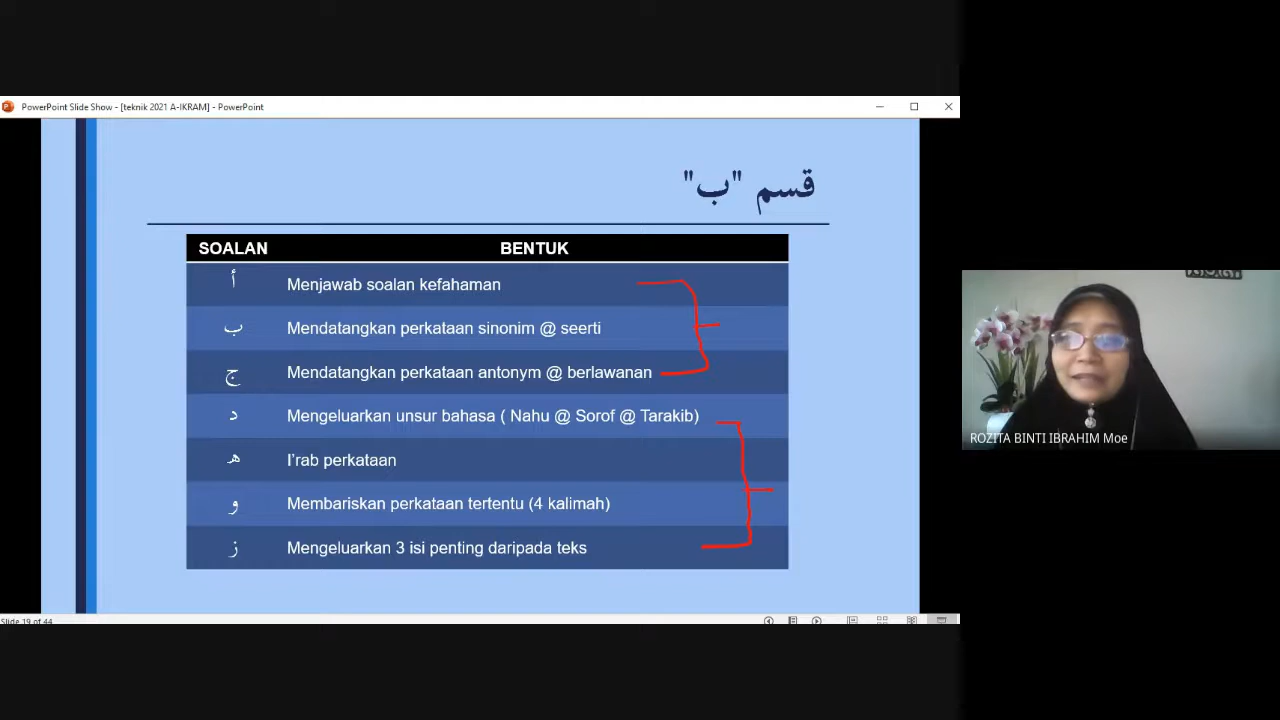 PowerPoint Slide Show - [teknik 2021 A-IKRAM] - PowerPoint
قسم "ب"
SOALAN BENTUK
أ Menjawab soalan kefahaman
ب Mendatangkan perkataan sinonim @ seerti
ج Mendatangkan perkataan antonym @ berlawanan
د Mengeluarkan unsur bahasa ( Nahu @ Sorof @ Tarakib)
هـ I'rab perkataan
و Membariskan perkataan tertentu (4 kalimah)
ز Mengeluarkan 3 isi penting daripada teks
Slide 19 of 44
ROZITA BINTI IBRAHIM Moe